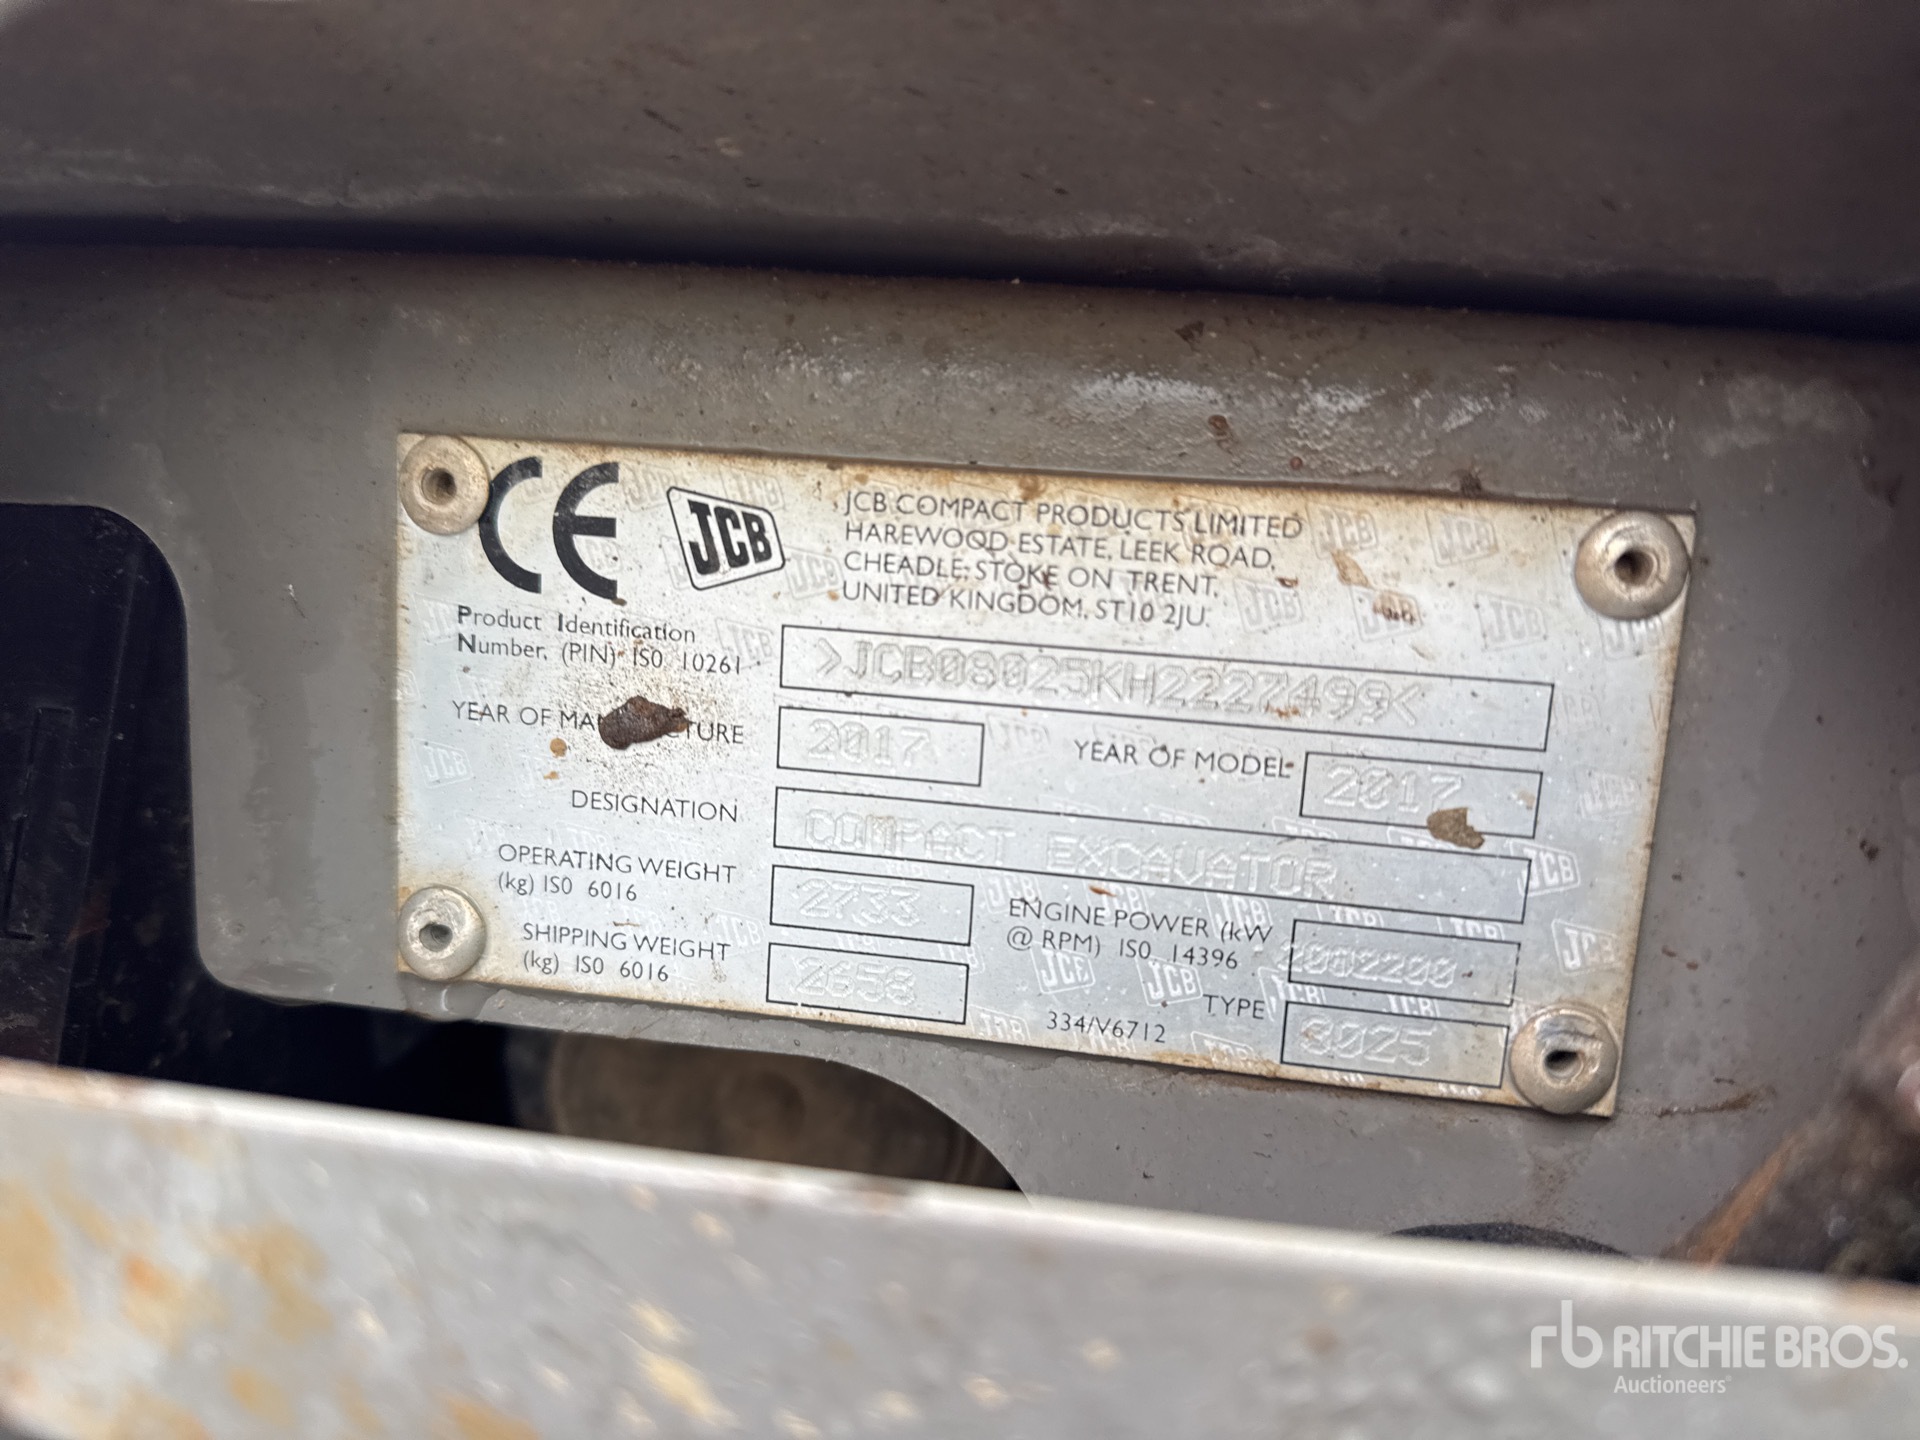 CE
JCB
JCB COMPACT PRODUCTS LIMITED
HAREWOOD ESTATE, LEEK ROAD,
CHEADLE, STOKE ON TRENT,
UNITED KINGDOM, ST10 2JU.
Product Identification
Number, (PIN) ISO 10261
>JCB08025KH2227499<
YEAR OF MANUFACTURE 2017
YEAR OF MODEL 2017
DESIGNATION COMPACT EXCAVATOR
OPERATING WEIGHT
(kg) ISO 6016
2733
ENGINE POWER (kW
@ RPM) ISO 14396
SHIPPING WEIGHT
(kg) ISO 6016
2658
334/V6712
TYPE 8025
rb RITCHIE BROS.
Auctioneers